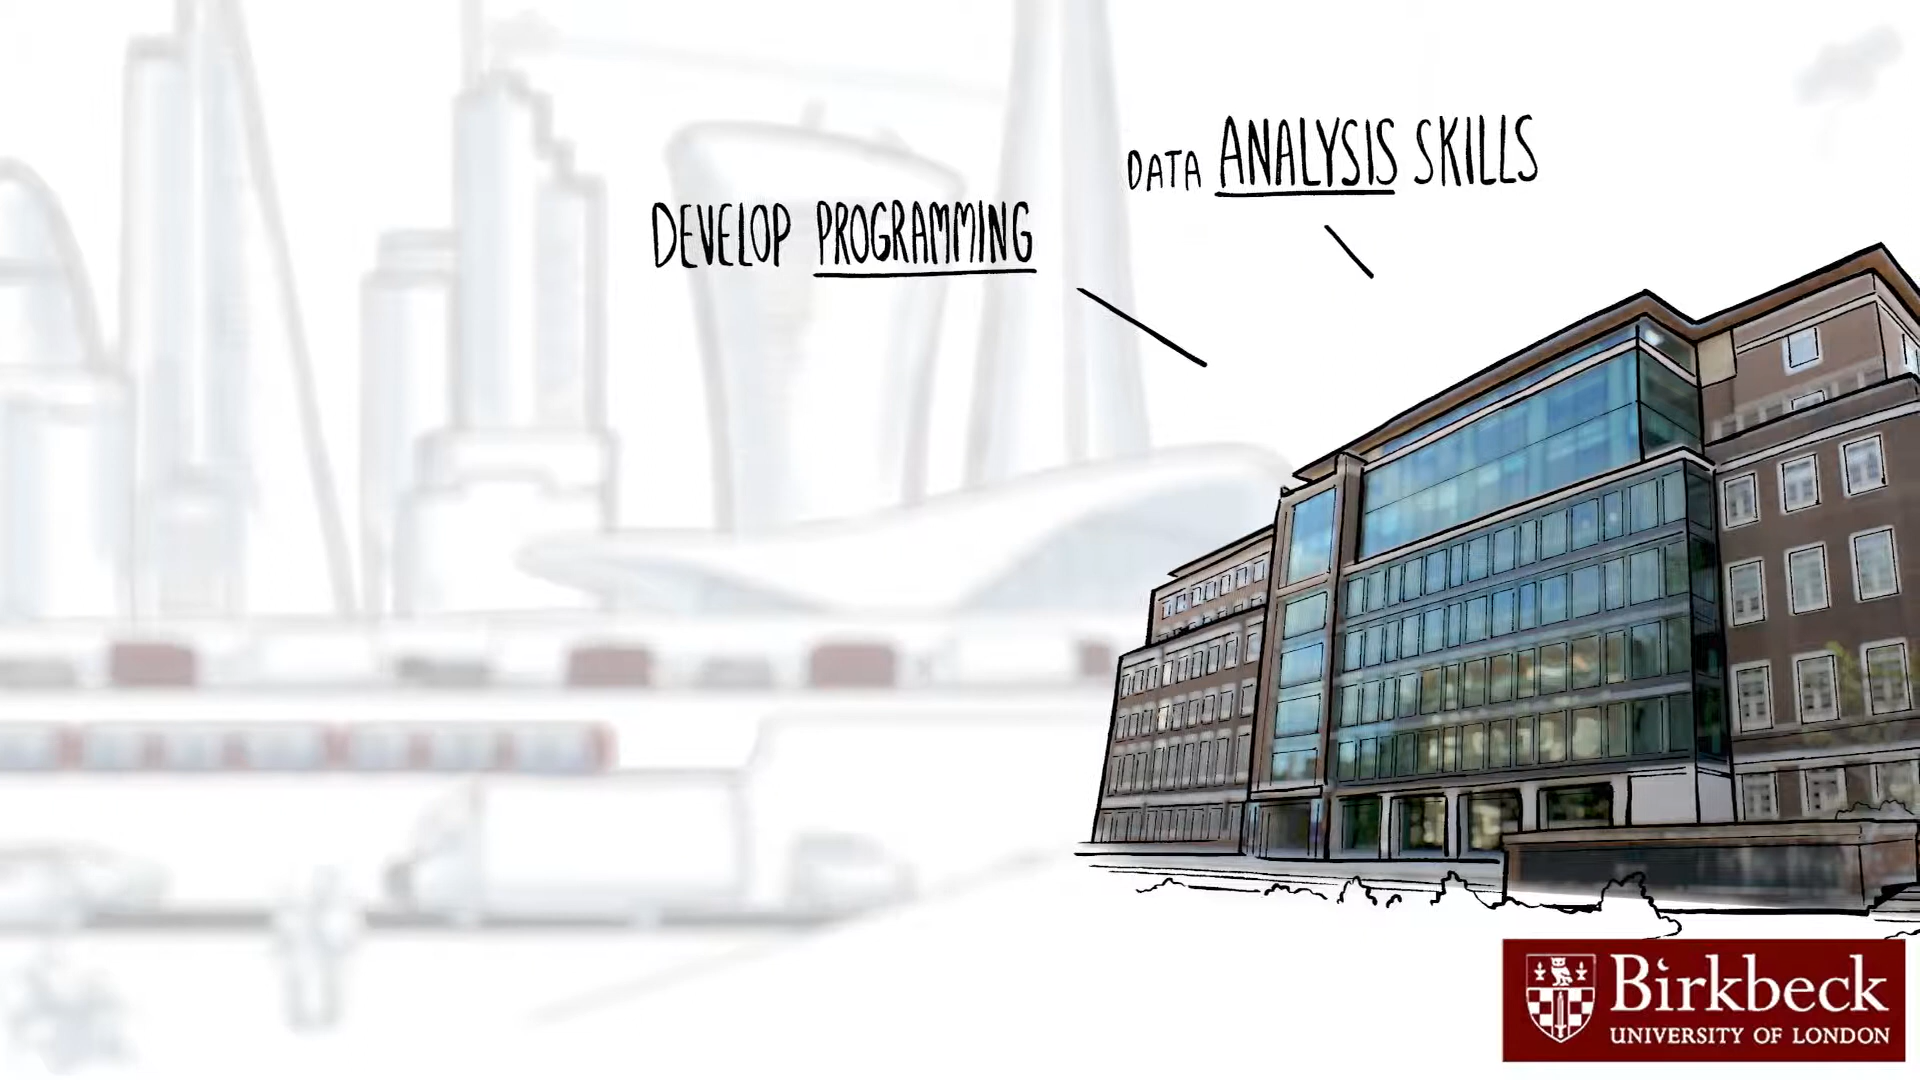 DATA ANALYSIS SKILLS
DEVELOP PROGRAMMING
Birkbeck
UNIVERSITY OF LONDON